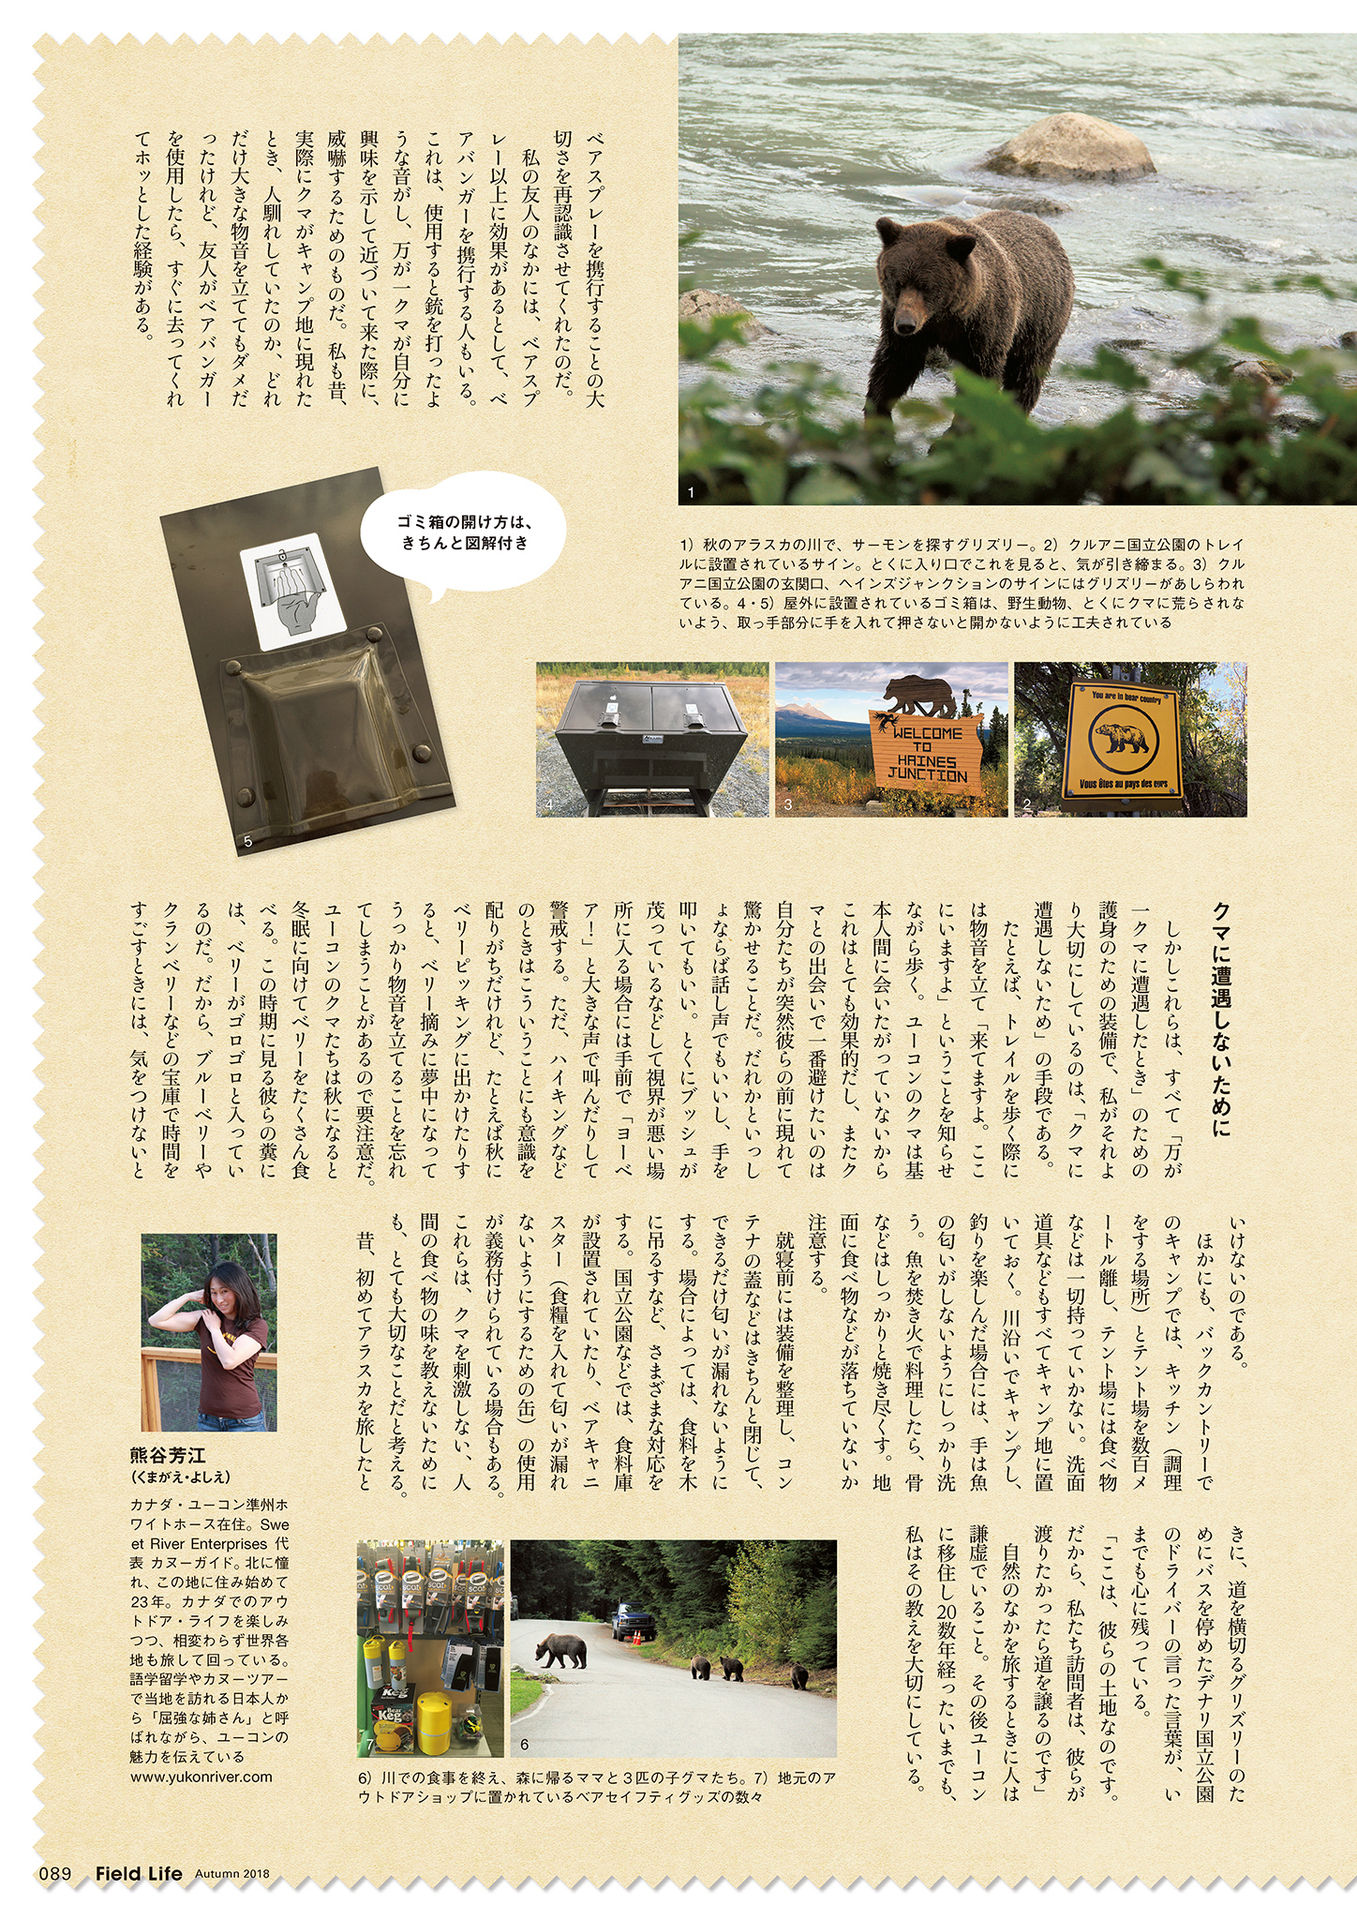 ベアスプレーを携行することの大
切さを再認識させてくれたのだ。
私の友人のなかには、ベアスプ
レー以上に効果があるとして、ベ
アバンガーを携行する人もいる。
これは、使用すると銃を打ったよ
うな音がし、万が一クマが自分に
興味を示して近づいて来た際に、
威嚇するためのものだ。私も昔、
実際にクマがキャンプ地に現れた
とき、人馴れしていたのか、どれ
だけ大きな物音を立ててもダメだ
ったけれど、友人がベアバンガー
を使用したら、すぐに去ってくれ
てホッとした経験がある。
1
ゴミ箱の開け方は、
きちんと図解付き
5
1）秋のアラスカの川で、サーモンを探すグリズリー。2）クルアニ国立公園のトレイ
ルに設置されているサイン。とくに入り口でこれを見ると、気が引き締まる。3）クル
アニ国立公園の玄関口、ヘインズジャンクションのサインにはグリズリーがあしらわれ
ている。4・5）屋外に設置されているゴミ箱は、野生動物、とくにクマに荒らされな
いよう、取っ手部分に手を入れて押さないと開かないように工夫されている
4
WELCOME
TO
HAINES
JUNCTION
3
You are in bear country
Vous êtes au pays des ours
2
クマに遭遇しないために
しかしこれらは、すべて「万が
一クマに遭遇したとき」のための
護身のための装備で、私がそれよ
り大切にしているのは、「クマに
遭遇しないため」の手段である。
たとえば、トレイルを歩く際に
は物音を立て「来てますよ。ここ
にいますよ」ということを知らせ
ながら歩く。ユーコンのクマは基
本人間に会いたがっていないから
これはとても効果的だし、またク
マとの出会いで一番避けたいのは
自分たちが突然彼らの前に現れて
驚かせることだ。だれかといっし
ょならば話し声でもいいし、手を
叩いてもいい。とくにブッシュが
茂っているなどして視界が悪い場
所に入る場合には手前で「ヨーベ
ア！」と大きな声で叫んだりして
警戒する。ただ、ハイキングなど
のときはこういうことにも意識を
配りがちだけれど、たとえば秋に
ベリーピッキングに出かけたりす
ると、ベリー摘みに夢中になって
うっかり物音を立てることを忘れ
てしまうことがあるので要注意だ。
ユーコンのクマたちは秋になると
冬眠に向けてベリーをたくさん食
べる。この時期に見る彼らの糞に
は、ベリーがゴロゴロと入ってい
るのだ。だから、ブルーベリーや
クランベリーなどの宝庫で時間を
すごすときには、気をつけないと
いけないのである。
ほかにも、バックカントリーで
のキャンプでは、キッチン（調理
をする場所）とテント場を数百メ
ートル離し、テント場には食べ物
などは一切持っていかない。洗面
道具などもすべてキャンプ地に置
いておく。川沿いでキャンプし、
釣りを楽しんだ場合には、手は魚
の匂いがしないようにしっかり洗
う。魚を焚き火で料理したら、骨
などはしっかりと焼き尽くす。地
面に食べ物などが落ちていないか
注意する。
就寝前には装備を整理し、コン
テナの蓋などはきちんと閉じて、
できるだけ匂いが漏れないように
する。場合によっては、食料を木
に吊るすなど、さまざまな対応を
する。国立公園などでは、食料庫
が設置されていたり、ベアキャニ
スター（食糧を入れて匂いが漏れ
ないようにするための缶）の使用
が義務付けられている場合もある。
これらは、クマを刺激しない、人
間の食べ物の味を教えないために
も、とても大切なことだと考える。
昔、初めてアラスカを旅したと
きに、道を横切るグリズリーのた
めにバスを停めたデナリ国立公園
のドライバーの言った言葉が、い
までも心に残っている。
「ここは、彼らの土地なのです。
だから、私たち訪問者は、彼らが
渡りたかったら道を譲るのです」
自然のなかを旅するときに人は
謙虚でいること。その後ユーコン
に移住し20数年経ったいまでも、
私はその教えを大切にしている。
熊谷芳江
（くまがえ・よしえ）
カナダ・ユーコン準州ホ
ワイトホース在住。Swe
et River Enterprises 代
表 カヌーガイド。北に憧
れ、この地に住み始めて
23年。カナダでのアウ
トドア・ライフを楽しみ
つつ、相変わらず世界各
地も旅して回っている。
語学留学やカヌーツアー
で当地を訪れる日本人か
ら「屈強な姉さん」と呼
ばれながら、ユーコンの
魅力を伝えている
www.yukonriver.com
scat
scat
scat
Keg
Keg
7
6
6）川での食事を終え、森に帰るママと3匹の子グマたち。7）地元のア
ウトドアショップに置かれているベアセイフティグッズの数々
089 Field Life Autumn 2018